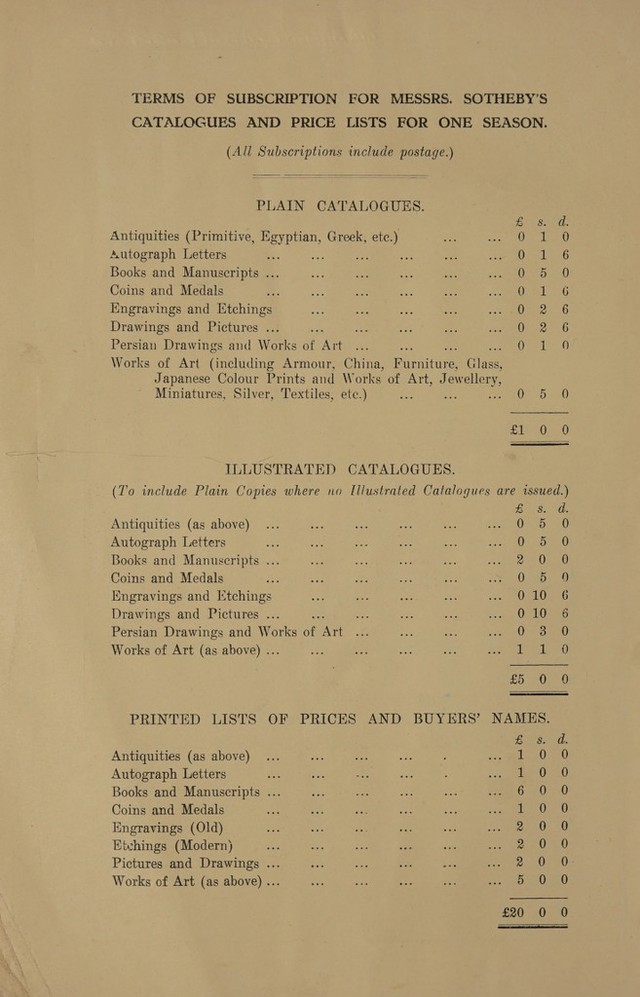 TERMS OF SUBSCRIPTION FOR MESSRS. SOTHEBY'S
CATALOGUES AND PRICE LISTS FOR ONE SEASON.
(All Subscriptions include postage.)
PLAIN CATALOGUES.
£ s. d.
Antiquities (Primitive, Egyptian, Greek, etc.) ... ... 0 1 0
Autograph Letters ... ... ... ... ... ... 0 1 6
Books and Manuscripts ... ... ... ... ... ... 0 5 0
Coins and Medals ... ... ... ... ... ... 0 1 6
Engravings and Etchings ... ... ... ... ... 0 2 6
Drawings and Pictures ... ... ... ... ... ... 0 2 6
Persian Drawings and Works of Art ... ... ... ... 0 1 0
Works of Art (including Armour, China, Furniture, Glass,
Japanese Colour Prints and Works of Art, Jewellery,
Miniatures, Silver, Textiles, etc.) ... ... ... 0 5 0
£1 0 0
ILLUSTRATED CATALOGUES.
(To include Plain Copies where no Illustrated Catalogues are issued.)
£ s. d.
Antiquities (as above) ... ... ... ... ... ... 0 5 0
Autograph Letters ... ... ... ... ... ... 0 5 0
Books and Manuscripts ... ... ... ... ... ... 2 0 0
Coins and Medals ... ... ... ... ... ... 0 5 0
Engravings and Etchings ... ... ... ... ... 0 10 6
Drawings and Pictures ... ... ... ... ... ... 0 10 6
Persian Drawings and Works of Art ... ... ... ... 0 3 0
Works of Art (as above) ... ... ... ... ... ... 1 1 0
£5 0 0
PRINTED LISTS OF PRICES AND BUYERS' NAMES.
£ s. d.
Antiquities (as above) ... ... ... ... . ... 1 0 0
Autograph Letters ... ... ... ... . ... 1 0 0
Books and Manuscripts ... ... ... ... ... ... 6 0 0
Coins and Medals ... ... ... ... ... ... 1 0 0
Engravings (Old) ... ... ... ... ... ... 2 0 0
Etchings (Modern) ... ... ... ... ... ... 2 0 0
Pictures and Drawings ... ... ... ... ... ... 2 0 0
Works of Art (as above) ... ... ... ... ... ... 5 0 0
£20 0 0